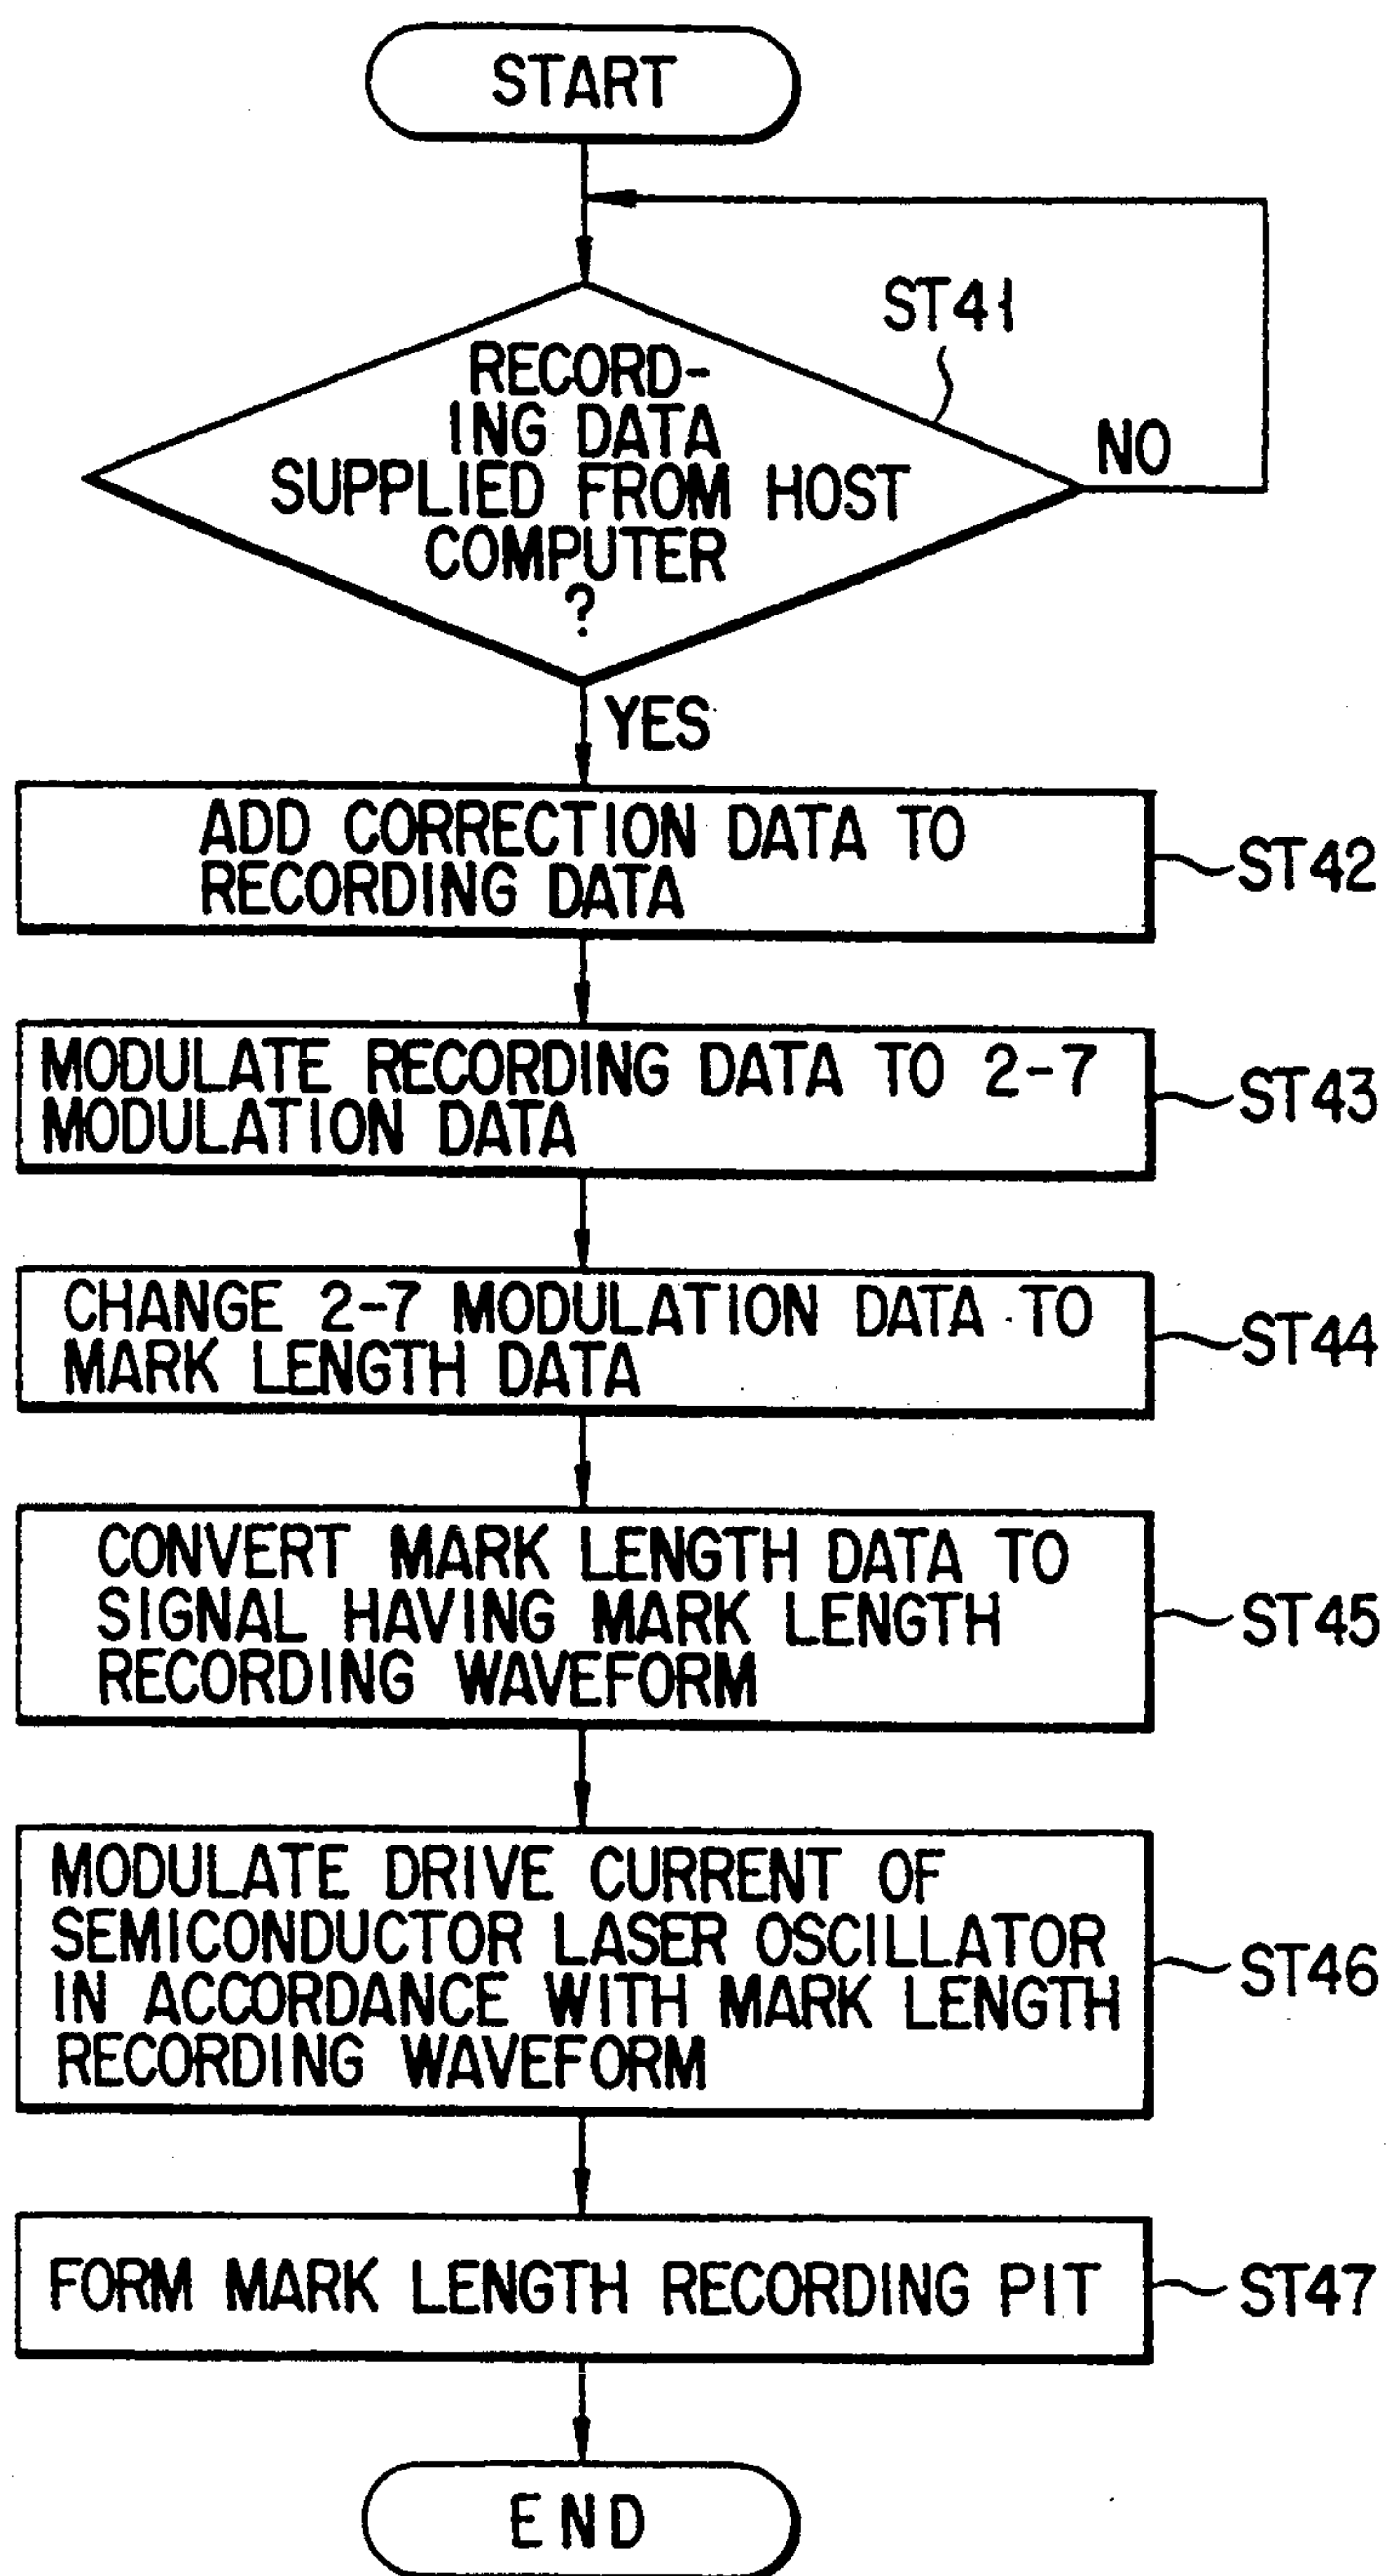 START
ST41
RECORD-
ING DATA
SUPPLIED FROM HOST
COMPUTER
?
NO
YES
ADD CORRECTION DATA TO
RECORDING DATA
ST42
MODULATE RECORDING DATA TO 2-7
MODULATION DATA
ST43
CHANGE 2-7 MODULATION DATA TO
MARK LENGTH DATA
ST44
CONVERT MARK LENGTH DATA TO
SIGNAL HAVING MARK LENGTH
RECORDING WAVEFORM
ST45
MODULATE DRIVE CURRENT OF
SEMICONDUCTOR LASER OSCILLATOR
IN ACCORDANCE WITH MARK LENGTH
RECORDING WAVEFORM
ST46
FORM MARK LENGTH RECORDING PIT
ST47
END